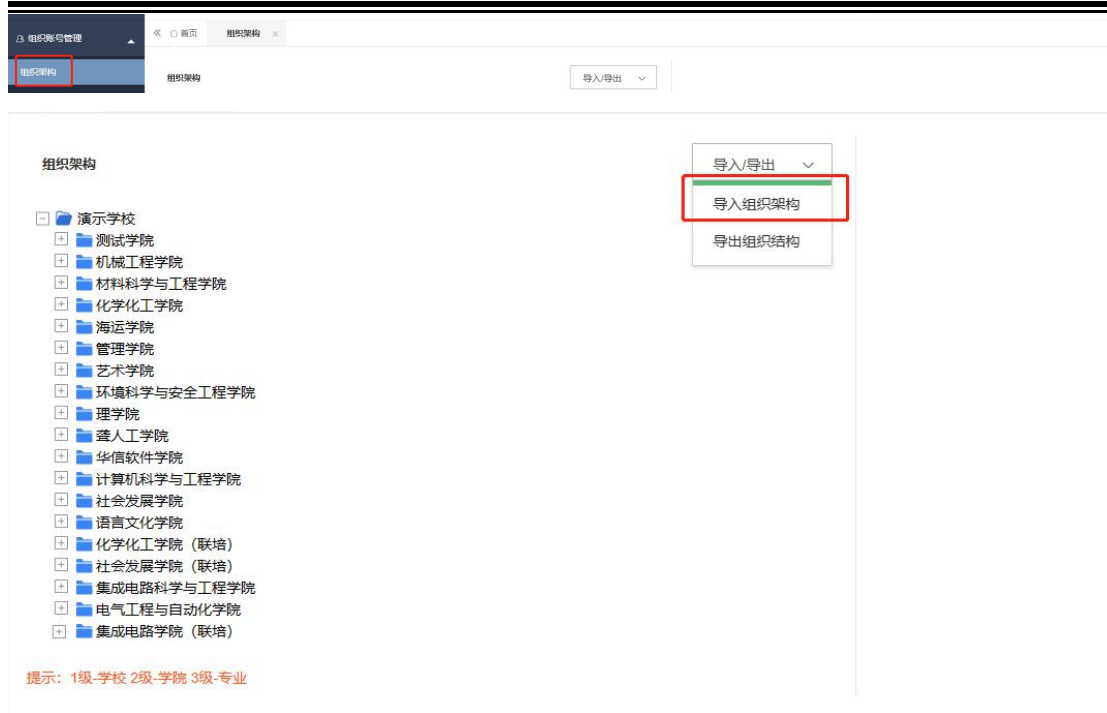 组织账号管理
首页 组织架构
组织架构
组织架构 导入/导出
组织架构 导入/导出
导入组织架构
导出组织结构
演示学校
测试学院
机械工程学院
材料科学与工程学院
化学化工学院
海运学院
管理学院
艺术学院
环境科学与安全工程学院
理学院
聋人工学院
华信软件学院
计算机科学与工程学院
社会发展学院
语言文化学院
化学化工学院（联培）
社会发展学院（联培）
集成电路科学与工程学院
电气工程与自动化学院
集成电路学院（联培）
提示：1级-学校 2级-学院 3级-专业